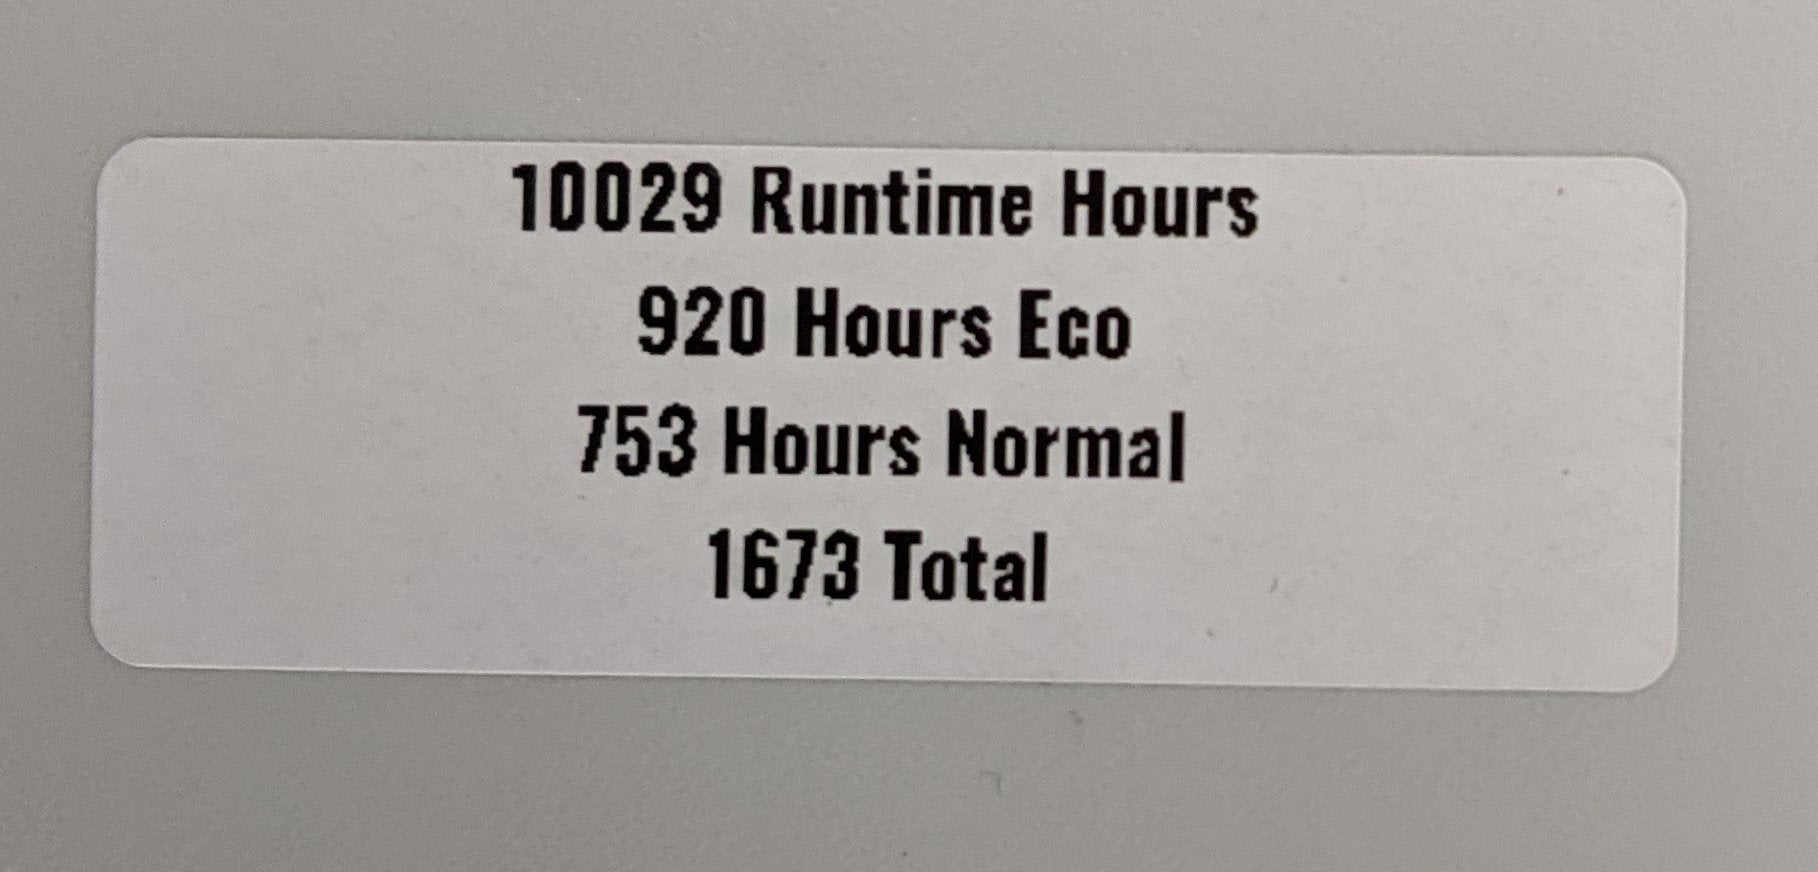 10029 Runtime Hours
920 Hours Eco
753 Hours Normal
1673 Total